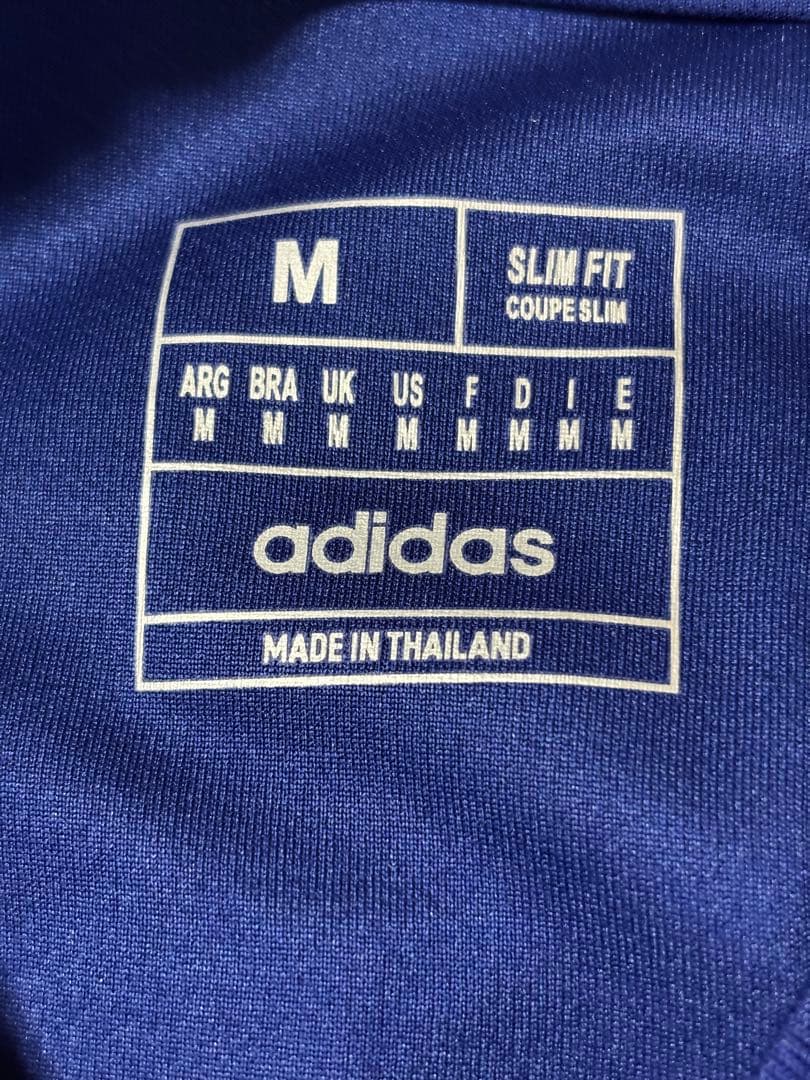 M
SLIM FIT
COUPE SLIM
ARG BRA UK US F D I E
M M M M M M M M
adidas
MADE IN THAILAND